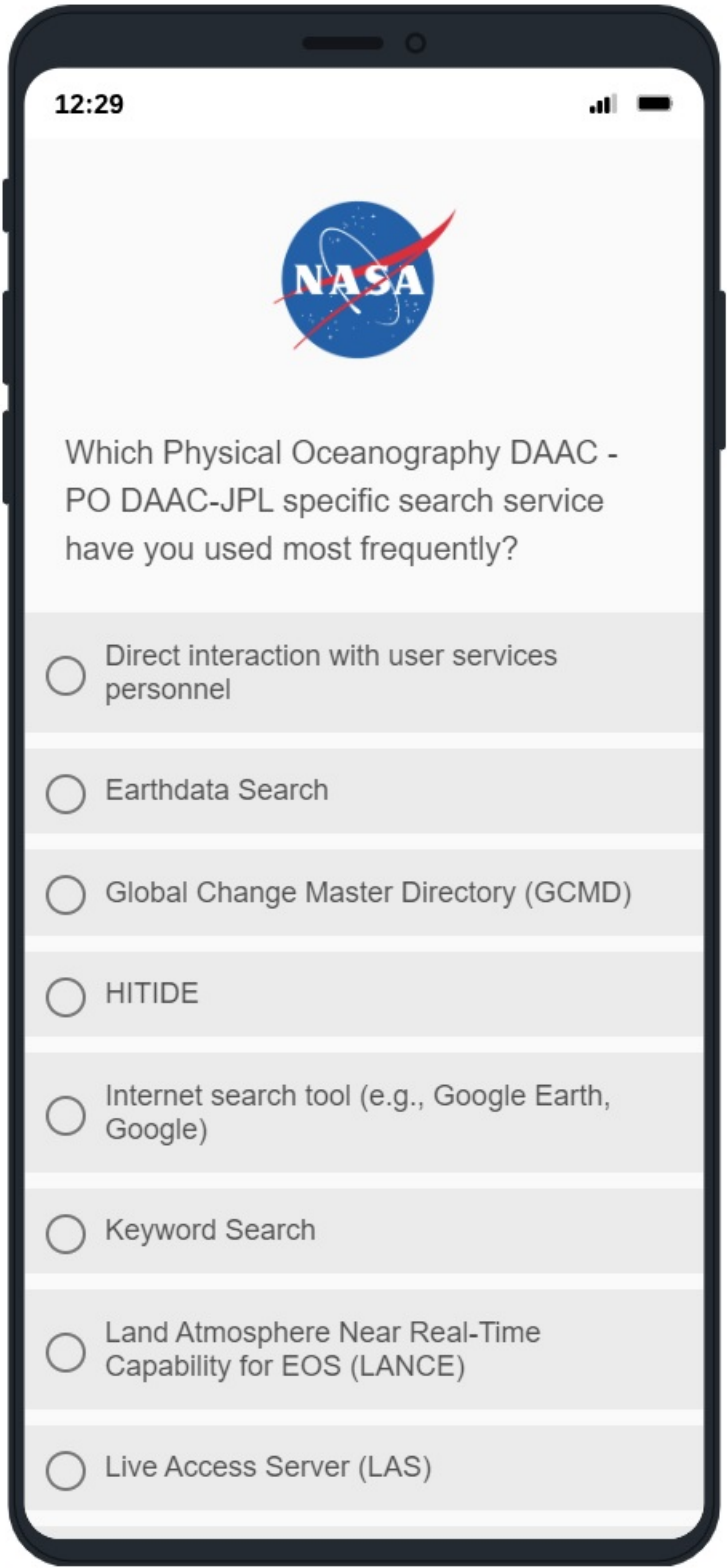 12:29
NASA
Which Physical Oceanography DAAC -
PO DAAC-JPL specific search service
have you used most frequently?
Direct interaction with user services
personnel
Earthdata Search
Global Change Master Directory (GCMD)
HITIDE
Internet search tool (e.g., Google Earth,
Google)
Keyword Search
Land Atmosphere Near Real-Time
Capability for EOS (LANCE)
Live Access Server (LAS)